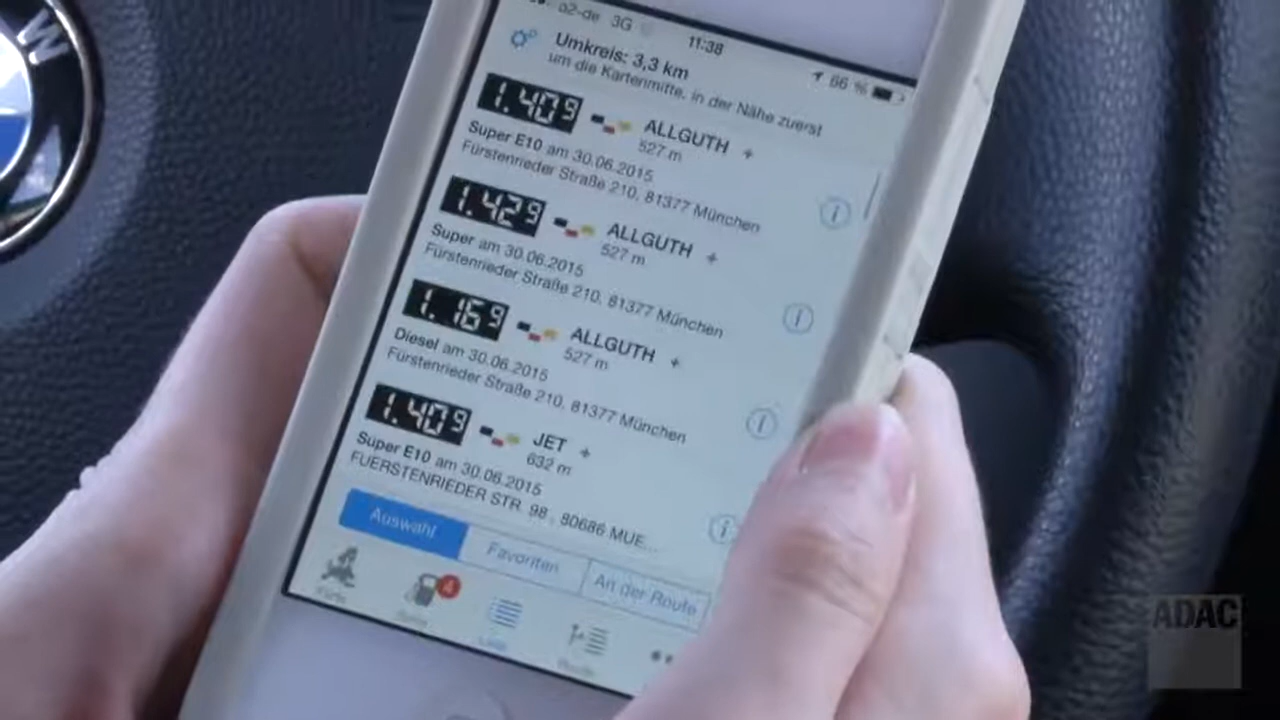 W
o2-de 3G 11:38 66 %
Umkreis: 3,3 km
um die Kartenmitte, in der Nähe zuerst
1.409 ALLGUTH +
527 m
Super E10 am 30.06.2015
Fürstenrieder Straße 210, 81377 München
1.429 ALLGUTH +
527 m
Super am 30.06.2015
Fürstenrieder Straße 210, 81377 München
1.169 ALLGUTH +
527 m
Diesel am 30.06.2015
Fürstenrieder Straße 210, 81377 München
1.409 JET +
632 m
Super E10 am 30.06.2015
FUERSTENRIEDER STR. 98 , 80686 MUE...
Auswahl Favoriten An der Route
4
ADAC